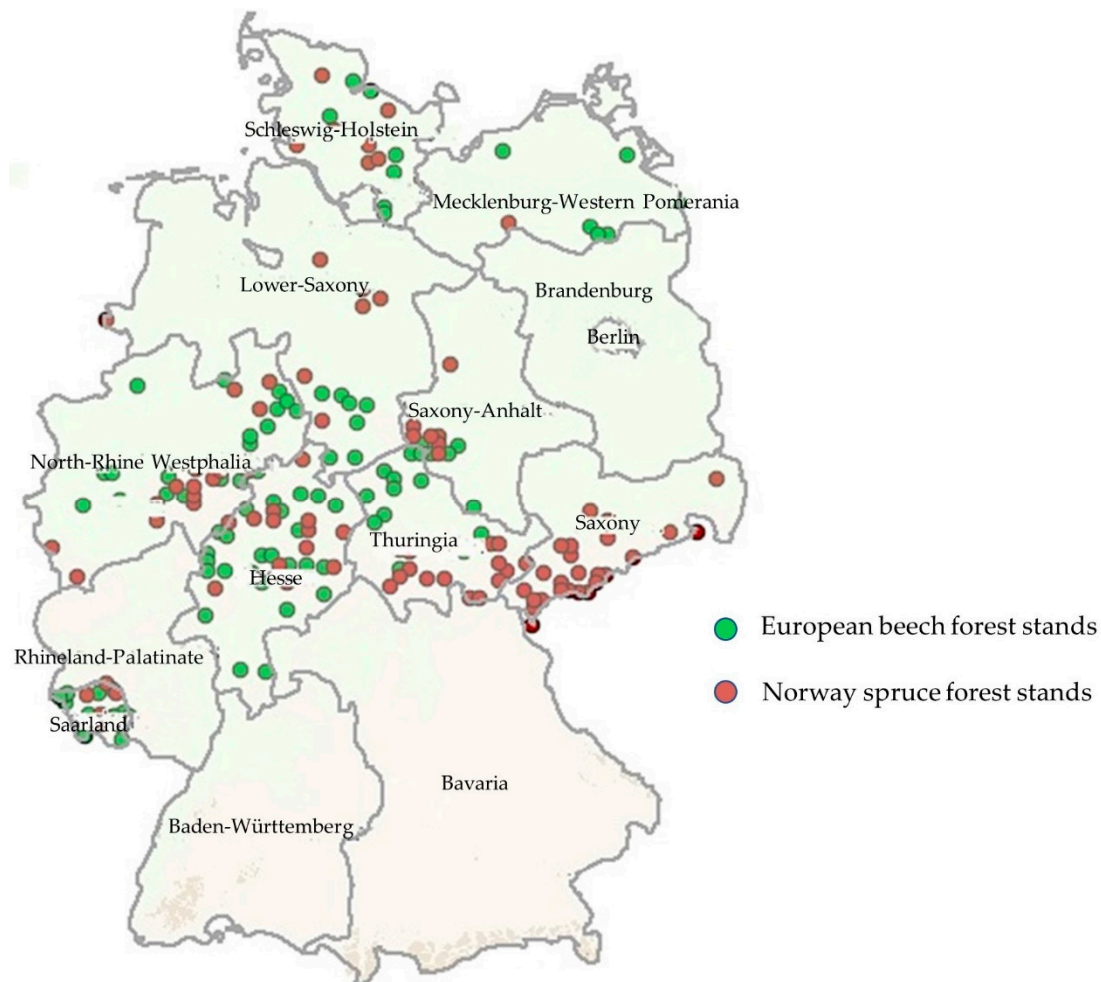 Schleswig-Holstein
Mecklenburg-Western Pomerania
Lower-Saxony
Brandenburg
Berlin
Saxony-Anhalt
North-Rhine Westphalia
Saxony
Thuringia
Hesse
European beech forest stands
Rhineland-Palatinate
Norway spruce forest stands
Saarland
Bavaria
Baden-Württemberg